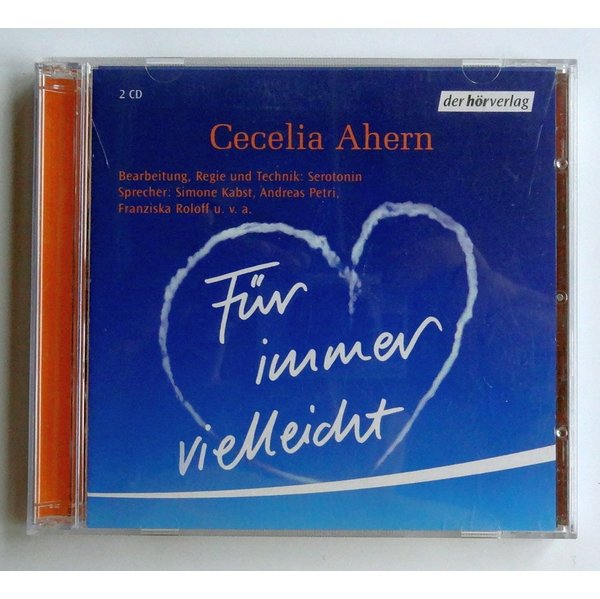 2 CD
der hörverlag
Cecelia Ahern
Bearbeitung, Regie und Technik: Serotonin
Sprecher: Simone Kabst, Andreas Petri,
Franziska Roloff u. v. a.
Für
immer
vielleicht